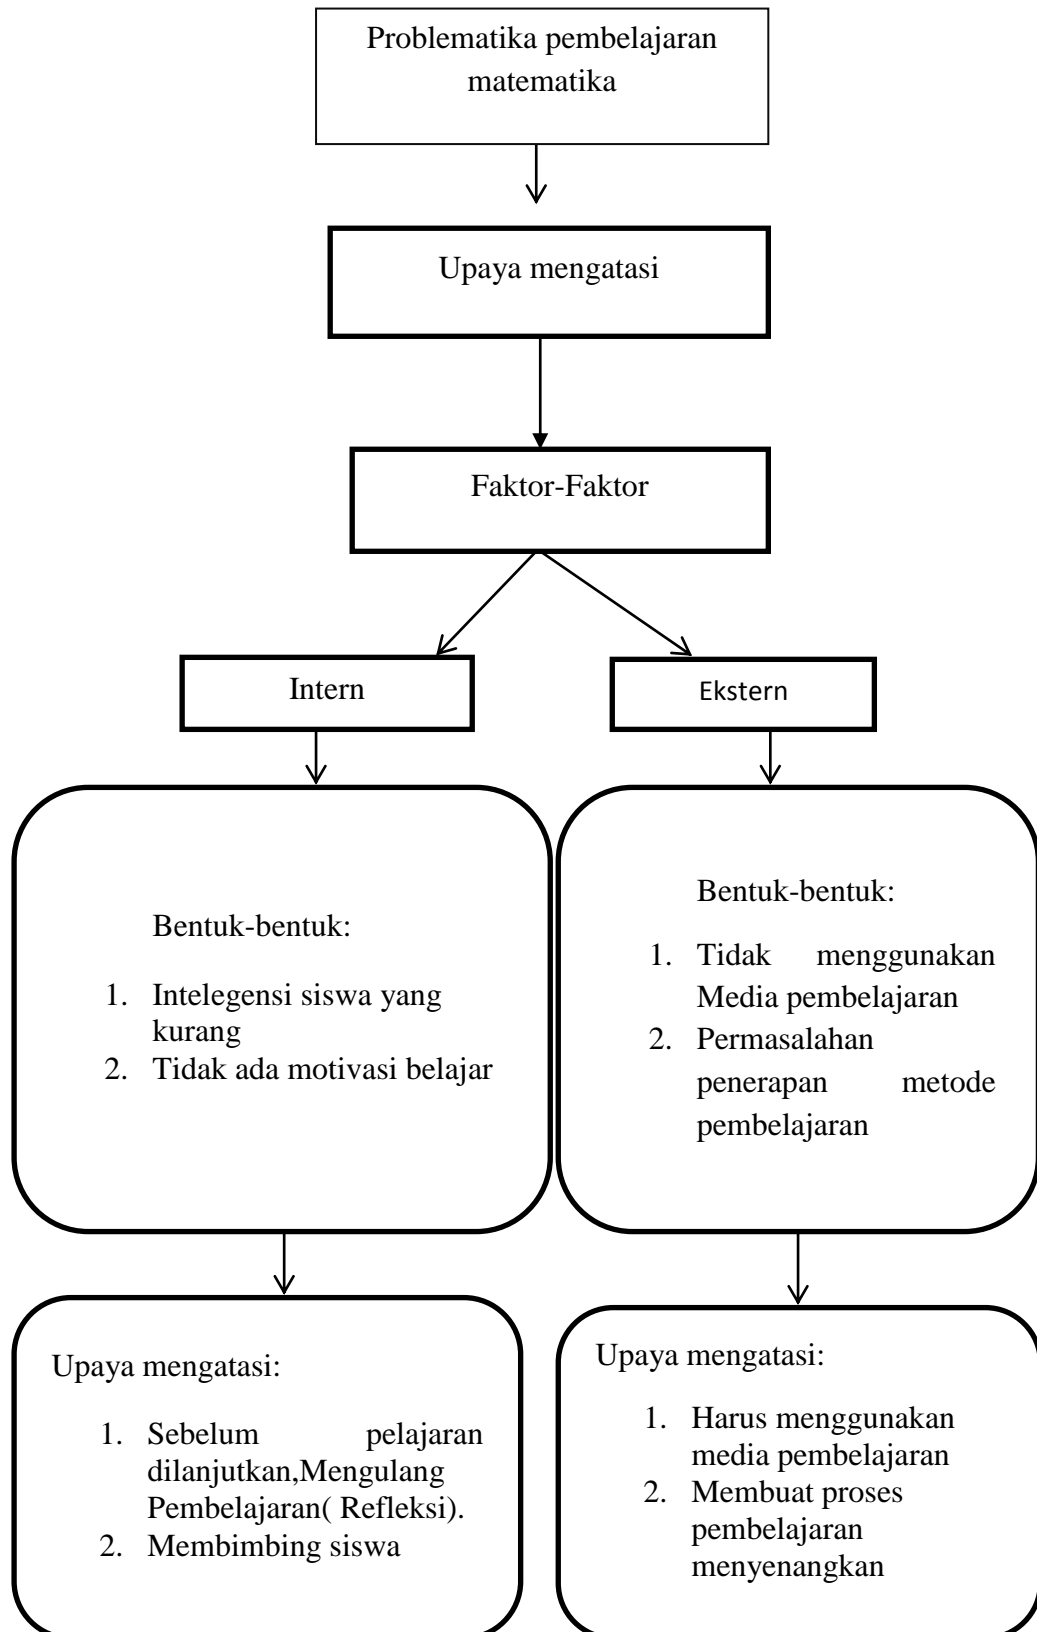 Problematika pembelajaran
matematika
Upaya mengatasi
Faktor-Faktor
Intern
Ekstern
Bentuk-bentuk:
1. Intelegensi siswa yang
kurang
2. Tidak ada motivasi belajar
Bentuk-bentuk:
1. Tidak menggunakan
Media pembelajaran
2. Permasalahan
penerapan metode
pembelajaran
Upaya mengatasi:
1. Sebelum pelajaran
dilanjutkan,Mengulang
Pembelajaran( Refleksi).
2. Membimbing siswa
Upaya mengatasi:
1. Harus menggunakan
media pembelajaran
2. Membuat proses
pembelajaran
menyenangkan